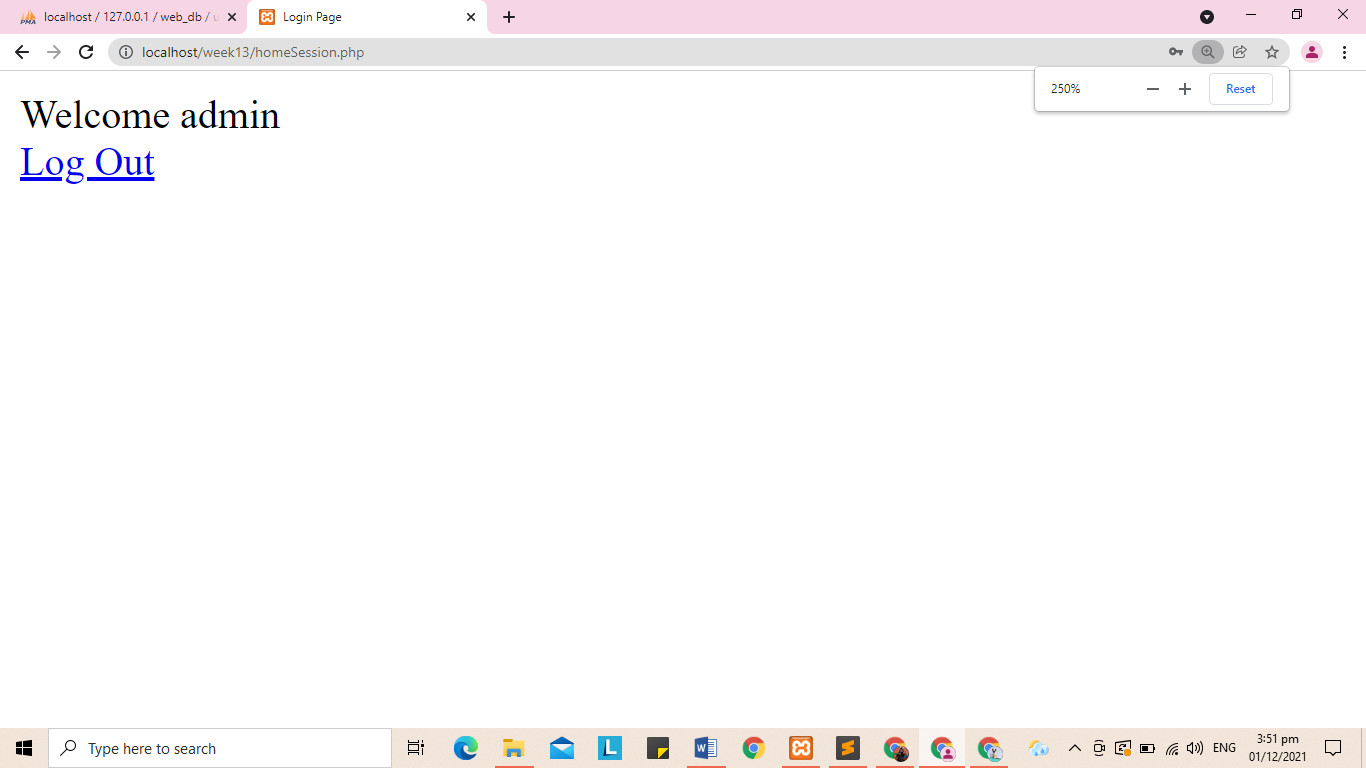 PMA
localhost / 127.0.0.1 / web_db /
Login Page
localhost/week13/homeSession.php
250%
Reset
Welcome admin
Log Out
Type here to search
L
W
ENG
3:51 pm
01/12/2021